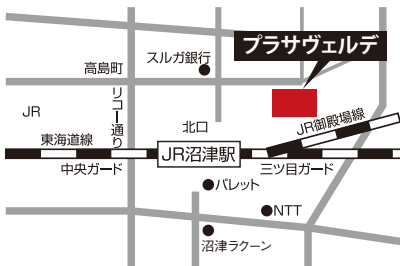 プラサヴェルデ
スルガ銀行
高島町
リコー通り
JR
東海道線
北口
JR御殿場線
JR沼津駅
中央ガード
三ツ目ガード
パレット
NTT
沼津ラクーン